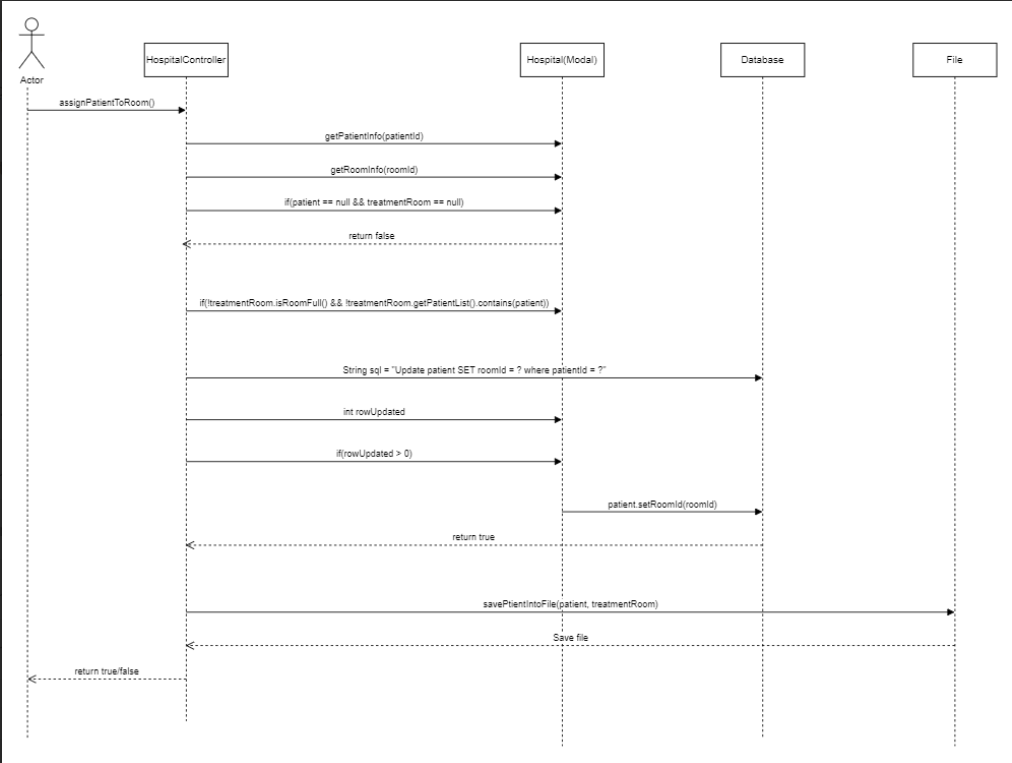 HospitalController
Hospital(Modal)
Database
File
Actor
assignPatientToRoom()
getPatientInfo(patientId)
getRoomInfo(roomId)
if(patient == null && treatmentRoom == null)
return false
if(!treatmentRoom.isRoomFull() && !treatmentRoom.getPatientList().contains(patient))
String sql = "Update patient SET roomId = ? where patientId = ?"
int rowUpdated
if(rowUpdated > 0)
patient.setRoomId(roomId)
return true
savePtientIntoFile(patient, treatmentRoom)
Save file
return true/false